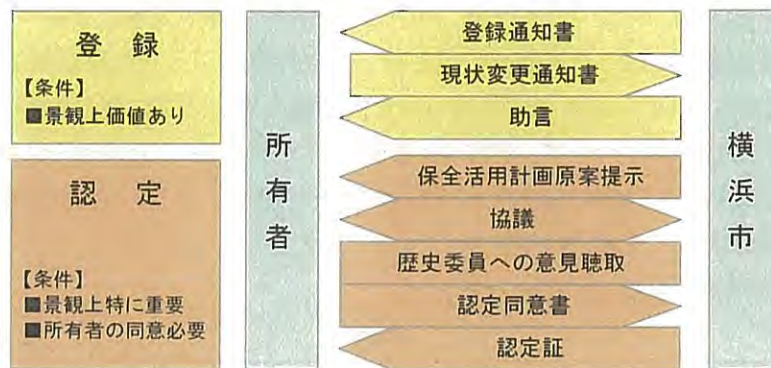 登 録
【条件】
■景観上価値あり
認 定
【条件】
■景観上特に重要
■所有者の同意必要
所有者
登録通知書
現状変更通知書
助言
保全活用計画原案提示
協議
歴史委員への意見聴取
認定同意書
認定証
横浜市